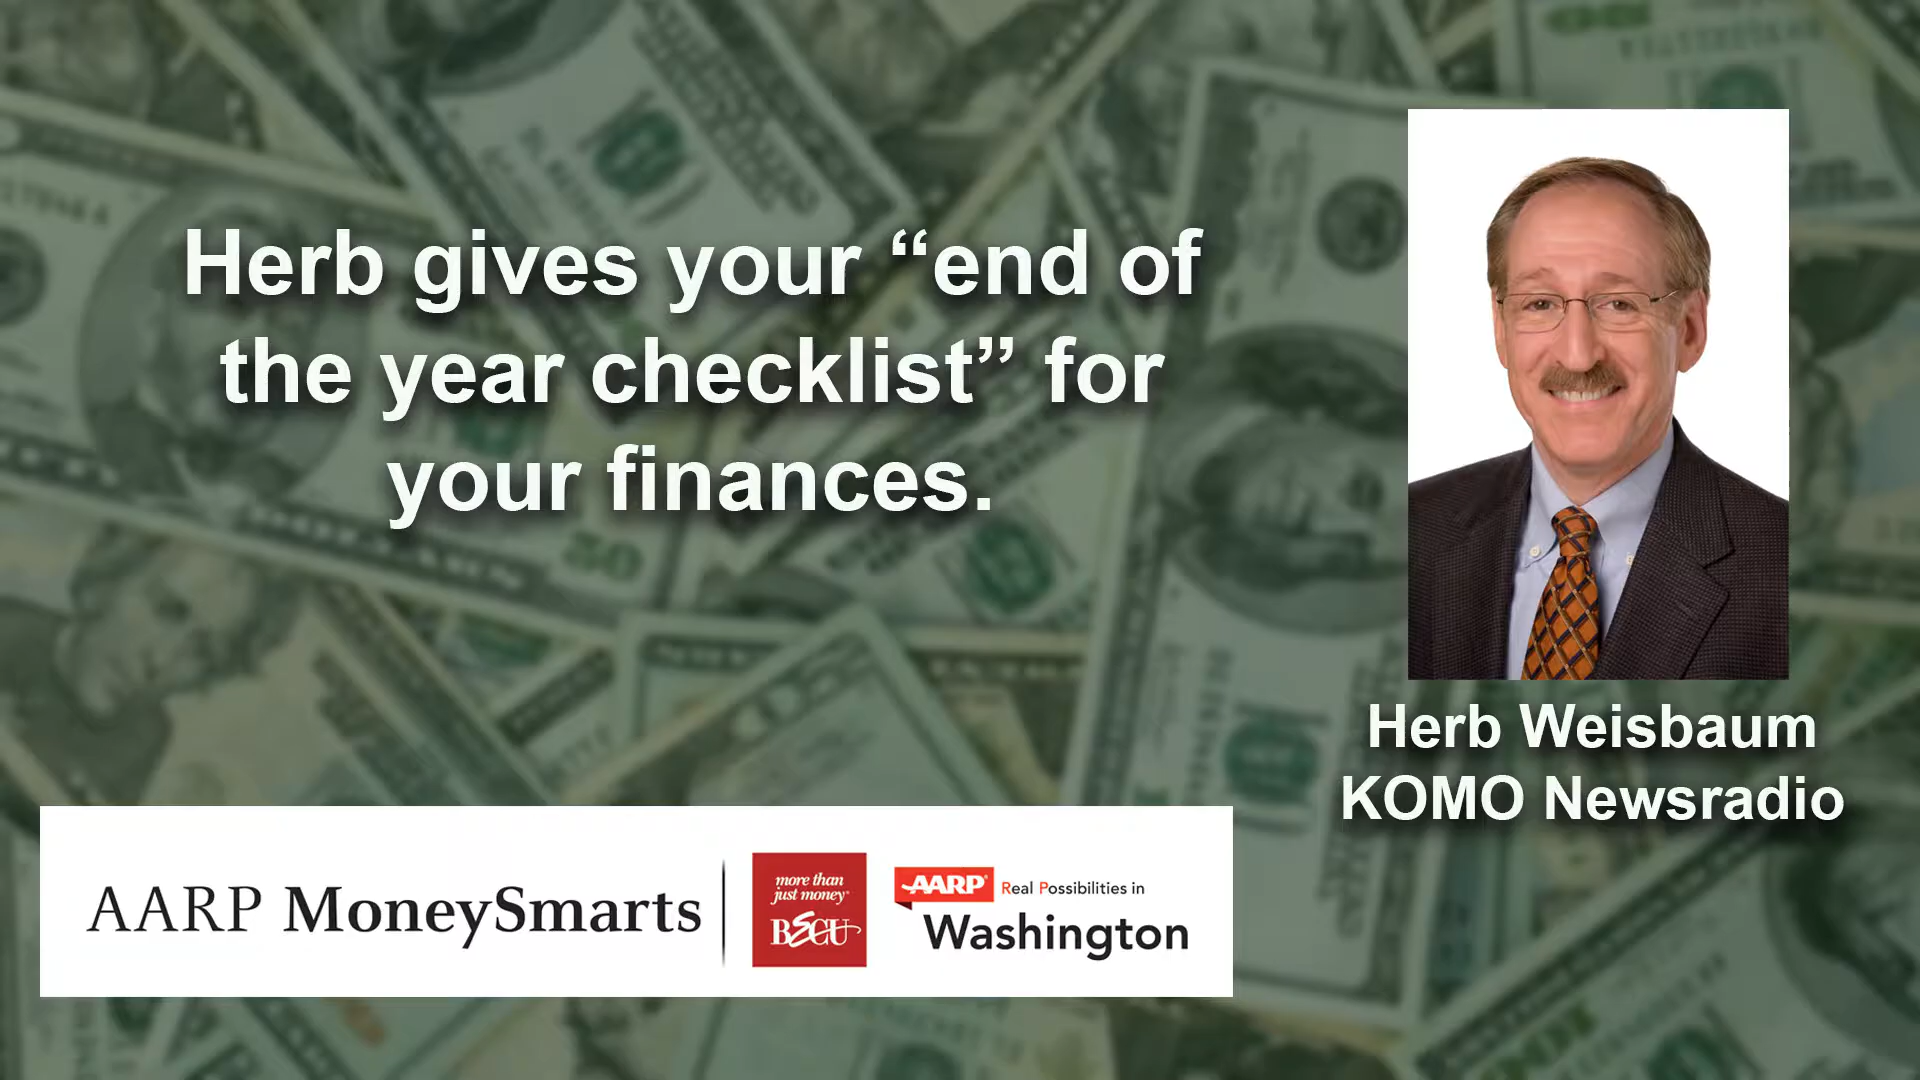 Herb gives your “end of
the year checklist” for
your finances.
Herb Weisbaum
KOMO Newsradio
AARP MoneySmarts
more than
just money®
BECU
AARP® Real Possibilities in
Washington